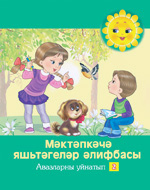 Мәктәпкәчә
яшьтәгеләр әлифбасы
Авазларны уйнатып